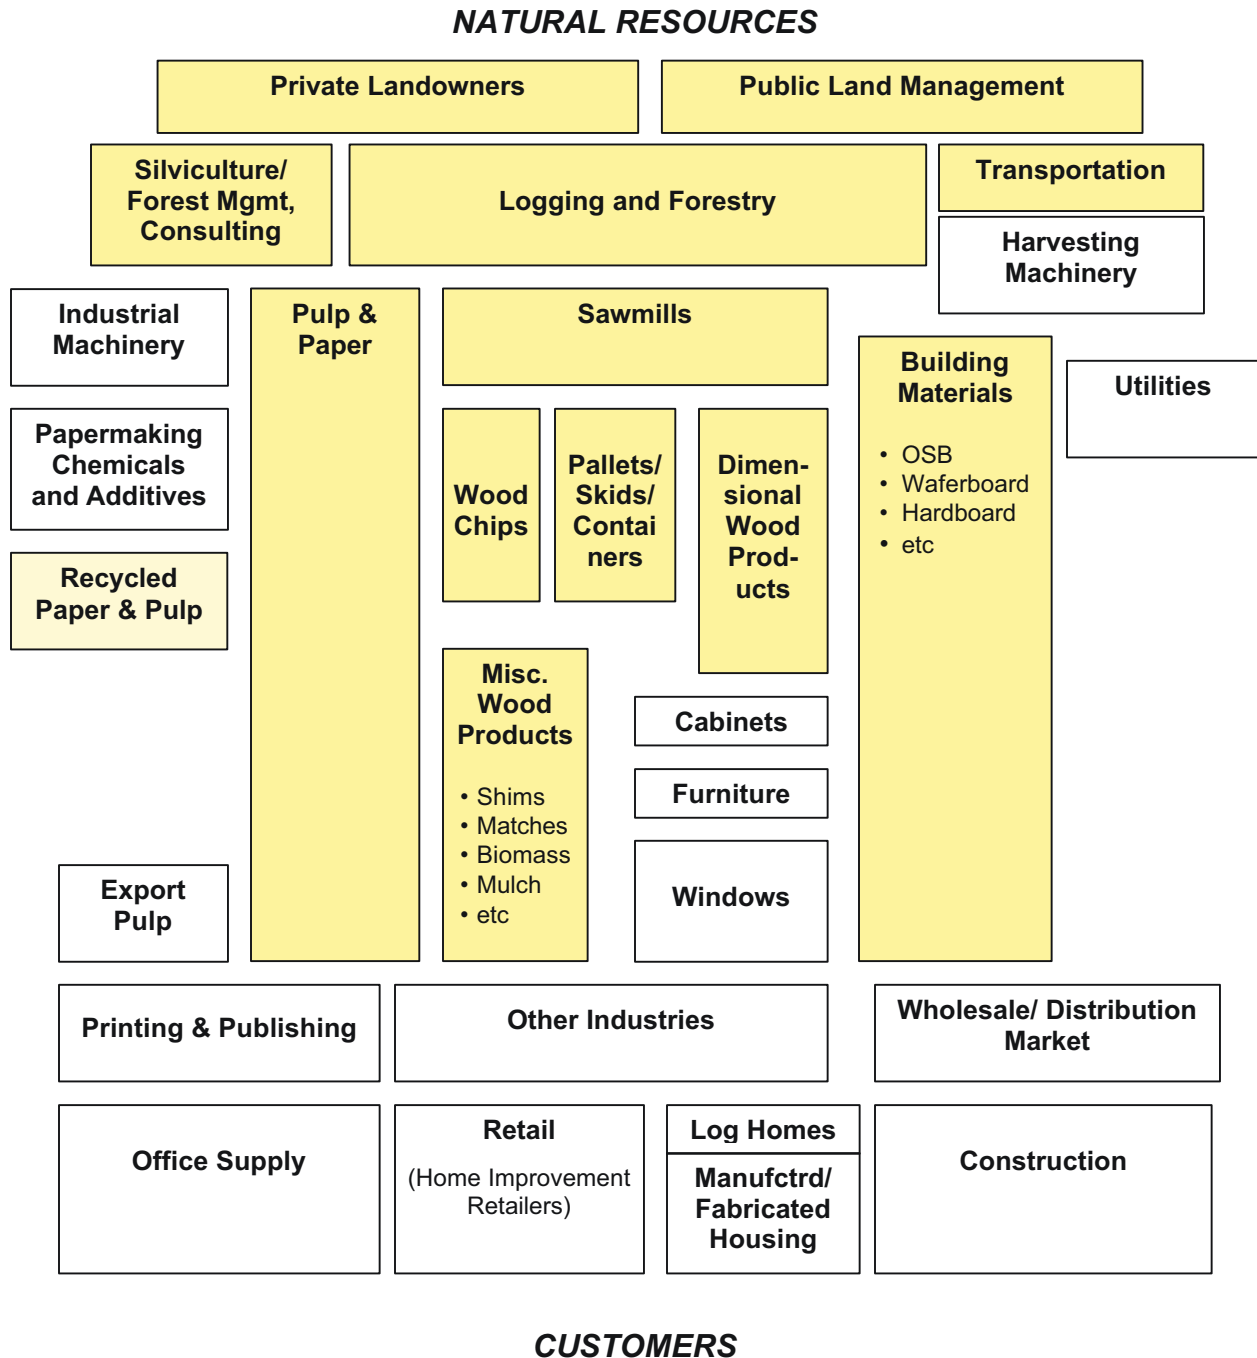 NATURAL RESOURCES
Private Landowners
Public Land Management
Silviculture/
Forest Mgmt,
Consulting
Logging and Forestry
Transportation
Harvesting
Machinery
Industrial
Machinery
Pulp &
Paper
Sawmills
Building
Materials
• OSB
• Waferboard
• Hardboard
• etc
Utilities
Papermaking
Chemicals
and Additives
Wood
Chips
Pallets/
Skids/
Contai
ners
Dimen-
sional
Wood
Prod-
ucts
Recycled
Paper & Pulp
Misc.
Wood
Products
• Shims
• Matches
• Biomass
• Mulch
• etc
Cabinets
Furniture
Windows
Export
Pulp
Printing & Publishing
Other Industries
Wholesale/ Distribution
Market
Office Supply
Retail
(Home Improvement
Retailers)
Log Homes
Manufctrd/
Fabricated
Housing
Construction
CUSTOMERS